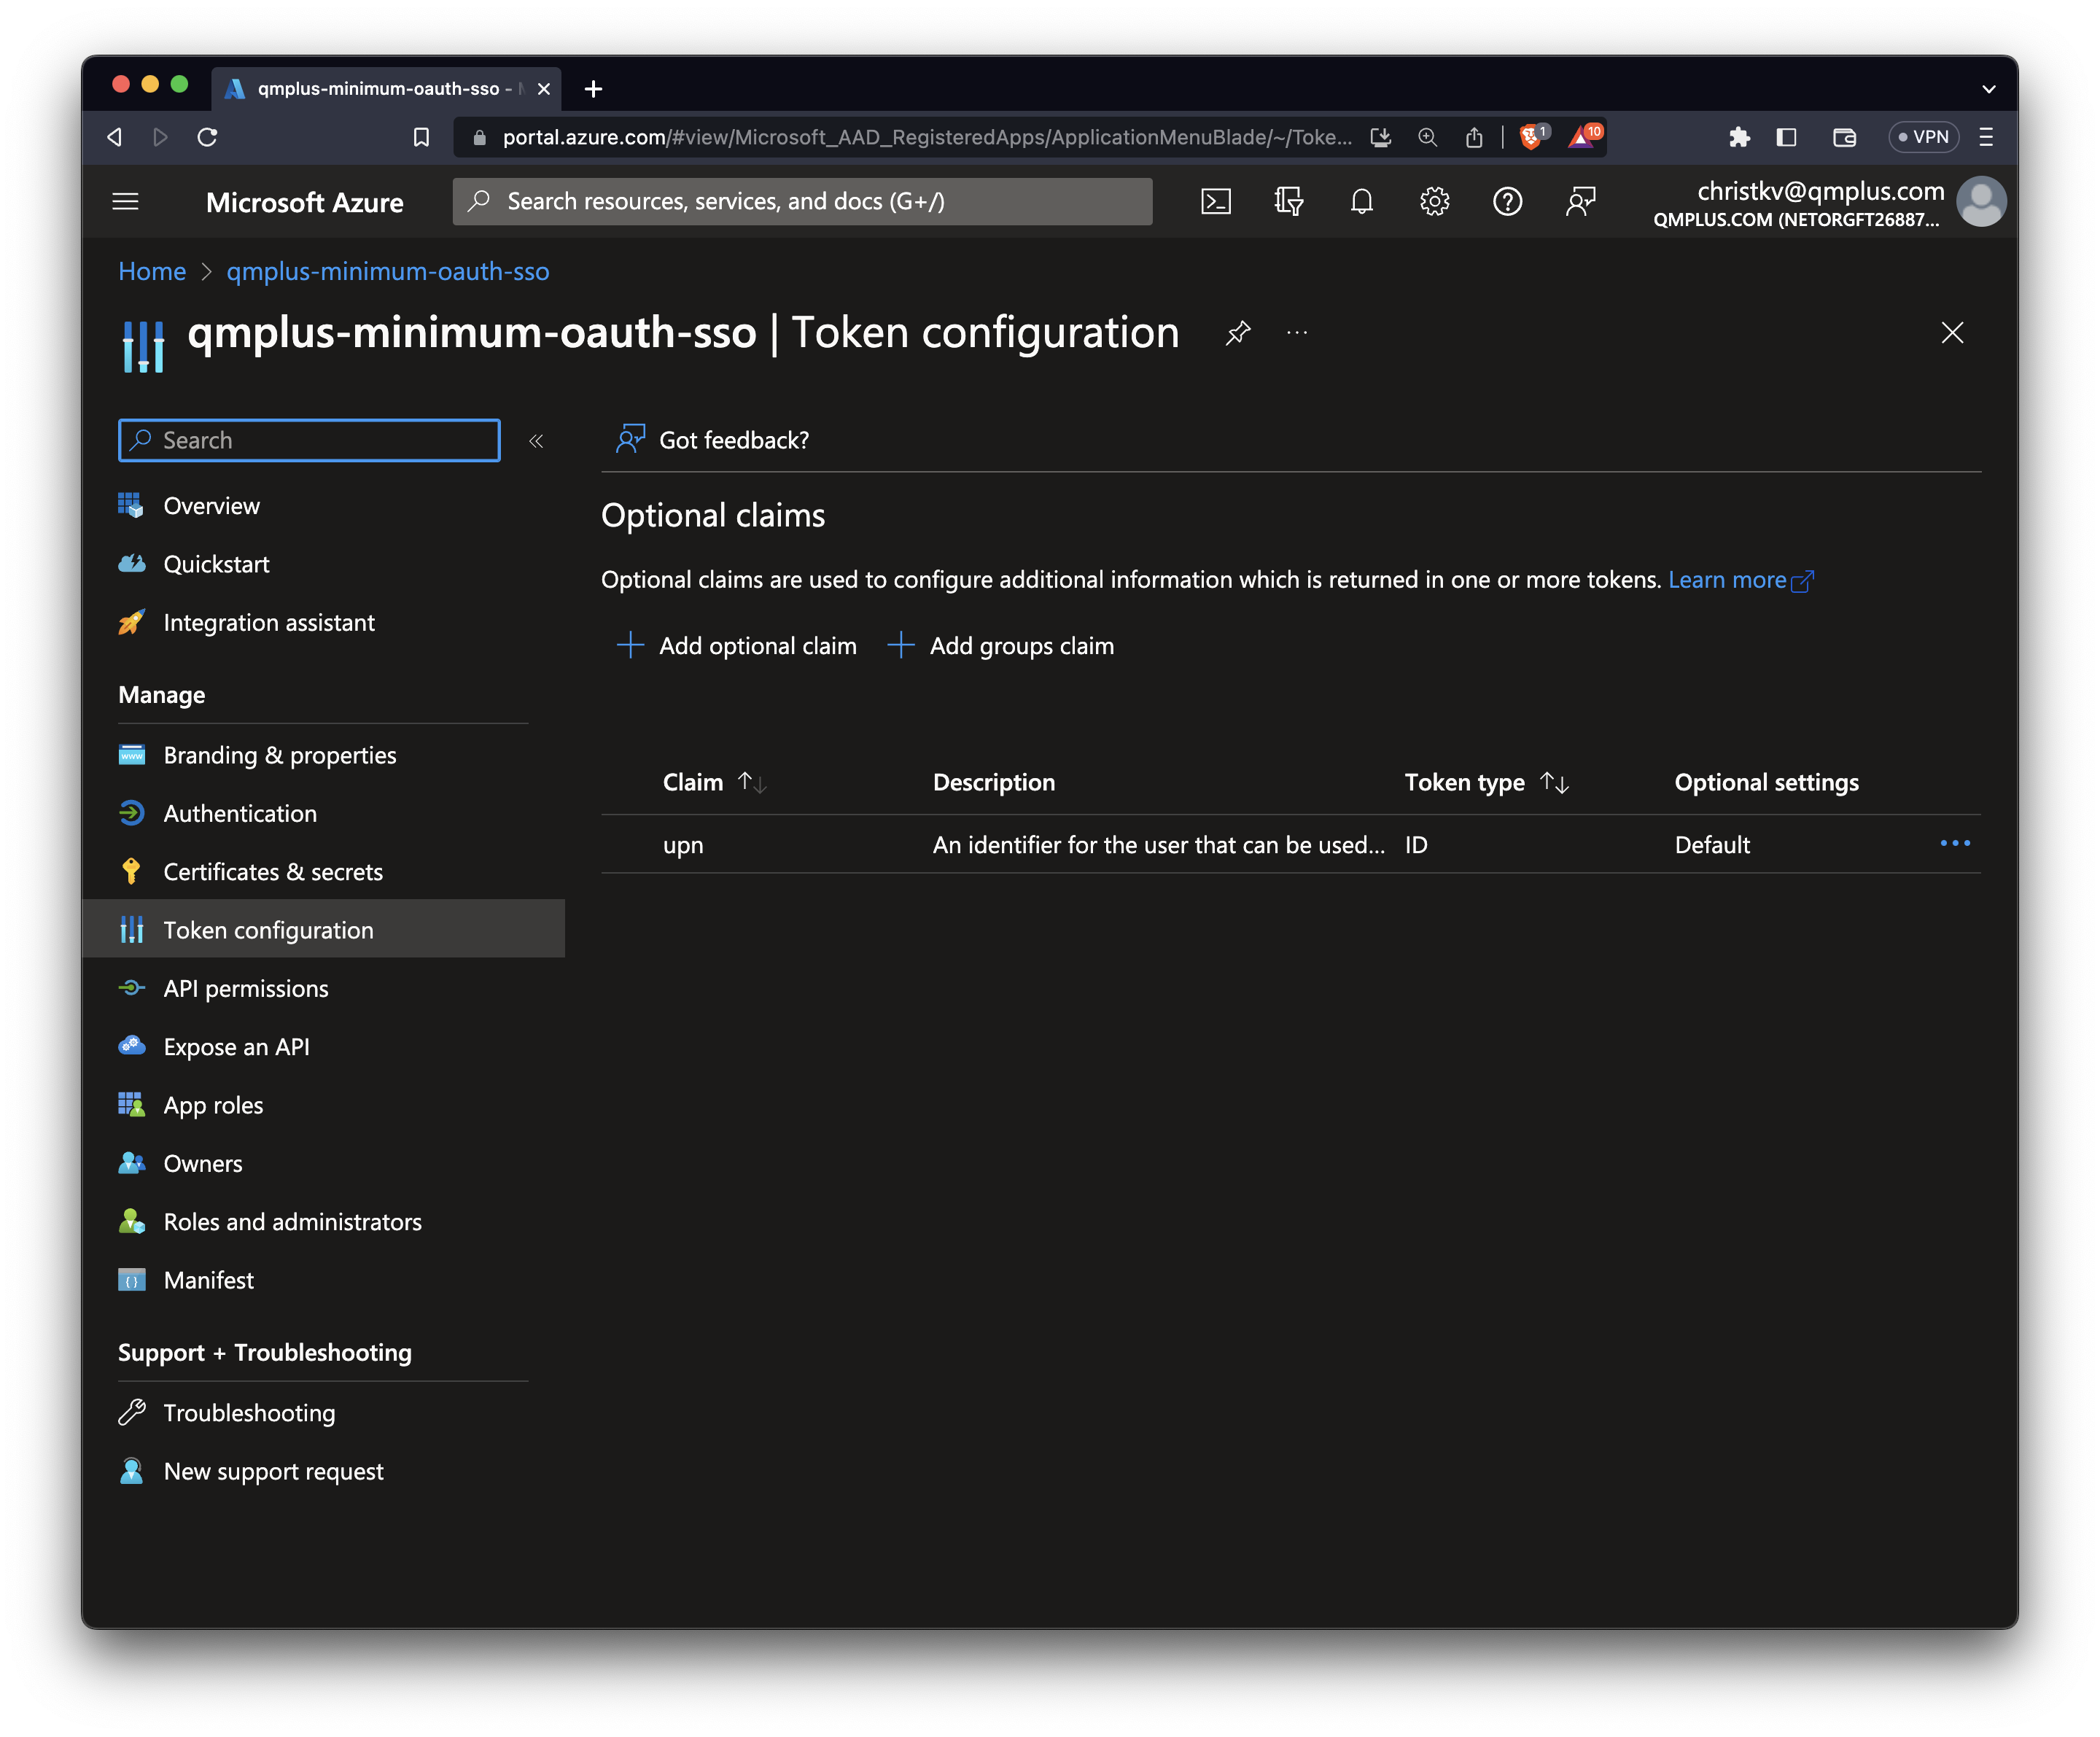 qmplus-minimum-oauth-sso -
portal.azure.com/#view/Microsoft_AAD_RegisteredApps/ApplicationMenuBlade/~/Toke...
1
10
VPN
Microsoft Azure
Search resources, services, and docs (G+/)
christkv@qmplus.com
QMPLUS.COM (NETORGFT26887...
Home > qmplus-minimum-oauth-sso
qmplus-minimum-oauth-sso | Token configuration
Search
Got feedback?
Overview
Quickstart
Integration assistant
Manage
Branding & properties
Authentication
Certificates & secrets
Token configuration
API permissions
Expose an API
App roles
Owners
Roles and administrators
Manifest
Support + Troubleshooting
Troubleshooting
New support request
Optional claims
Optional claims are used to configure additional information which is returned in one or more tokens. Learn more
Add optional claim
Add groups claim
Claim Description Token type Optional settings
upn An identifier for the user that can be used... ID Default